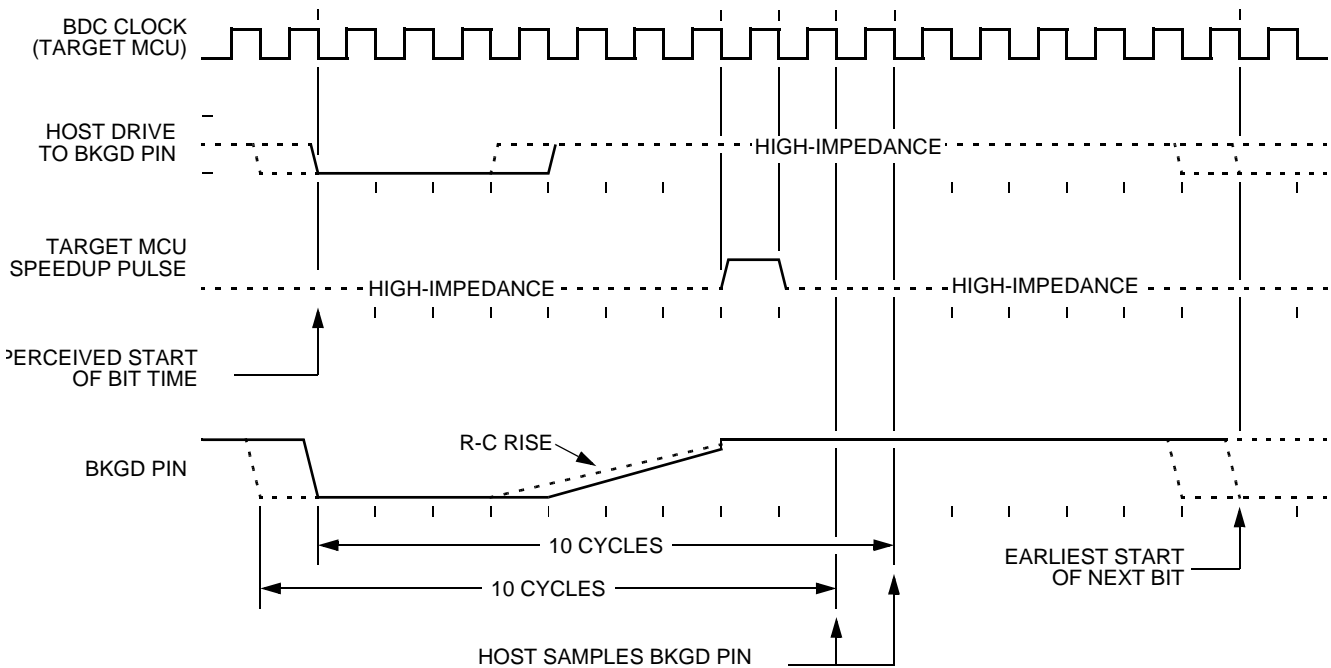 BDC CLOCK
(TARGET MCU)
HOST DRIVE
TO BKGD PIN
HIGH-IMPEDANCE
TARGET MCU
SPEEDUP PULSE
HIGH-IMPEDANCE
HIGH-IMPEDANCE
PERCEIVED START
OF BIT TIME
R-C RISE
BKGD PIN
10 CYCLES
10 CYCLES
EARLIEST START
OF NEXT BIT
HOST SAMPLES BKGD PIN